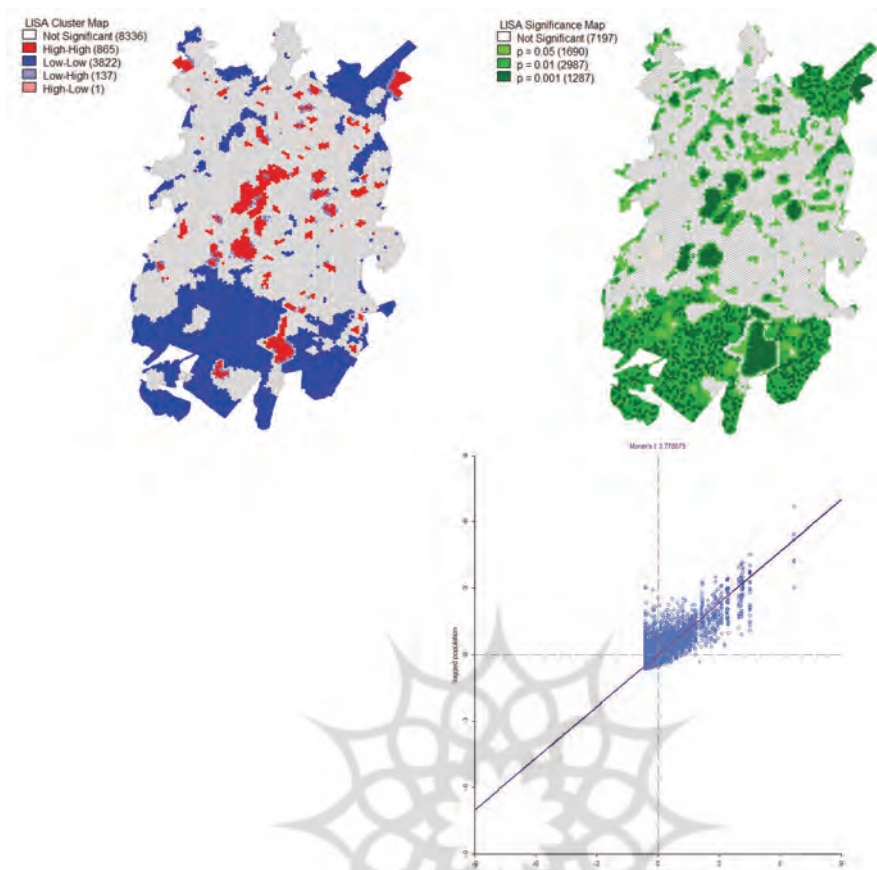 LISA Cluster Map
Not Significant (8336)
High-High (865)
Low-Low (3822)
Low-High (137)
High-Low (1)
LISA Significance Map
Not Significant (7197)
p = 0.05 (1690)
p = 0.01 (2987)
p = 0.001 (1287)
Moran's I:
lagged population